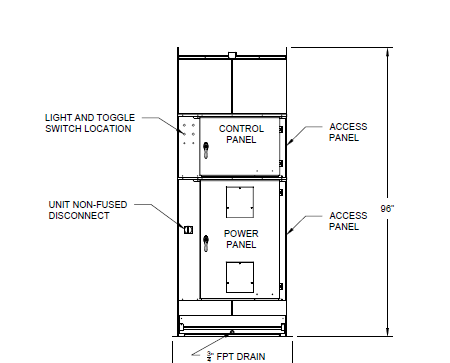 LIGHT AND TOGGLE
SWITCH LOCATION
CONTROL
PANEL
ACCESS
PANEL
UNIT NON-FUSED
DISCONNECT
POWER
PANEL
ACCESS
PANEL
96"
¾" FPT DRAIN